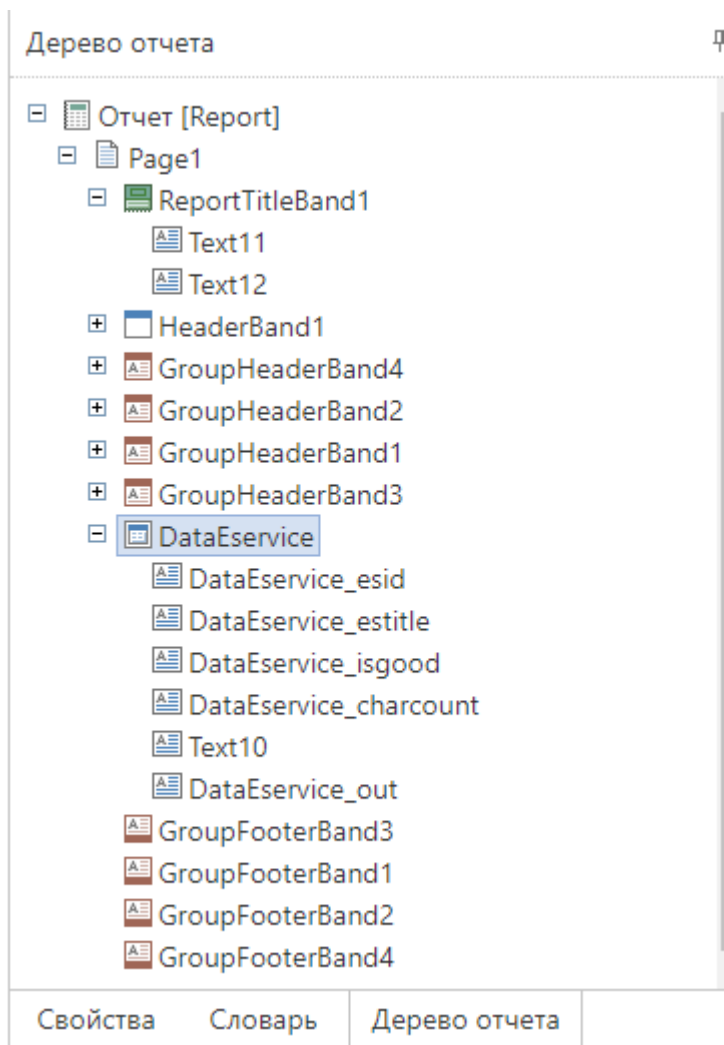 Дерево отчета
Отчет [Report]
Page1
ReportTitleBand1
Text11
Text12
HeaderBand1
GroupHeaderBand4
GroupHeaderBand2
GroupHeaderBand1
GroupHeaderBand3
DataEservice
DataEservice_esid
DataEservice_estitle
DataEservice_isgood
DataEservice_charcount
Text10
DataEservice_out
GroupFooterBand3
GroupFooterBand1
GroupFooterBand2
GroupFooterBand4
Свойства Словарь Дерево отчета